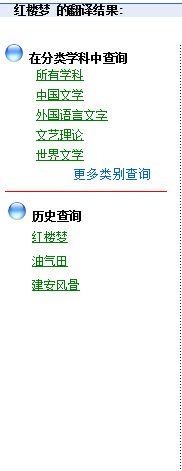 红楼梦 的翻译结果:
在分类学科中查询
所有学科
中国文学
外国语言文字
文艺理论
世界文学
更多类别查询
历史查询
红楼梦
油气田
建安风骨